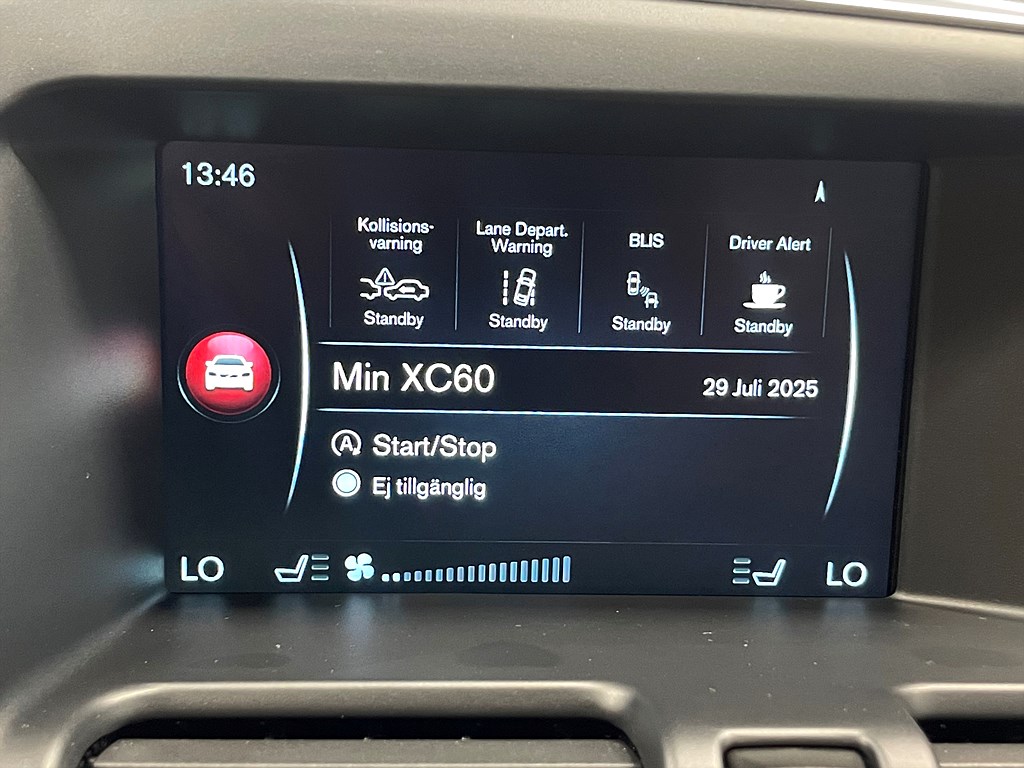 13:46
Kollisions-
varning
Standby
Lane Depart.
Warning
Standby
BLIS
Standby
Driver Alert
Standby
Min XC60
29 Juli 2025
A Start/Stop
Ej tillgänglig
LO
LO